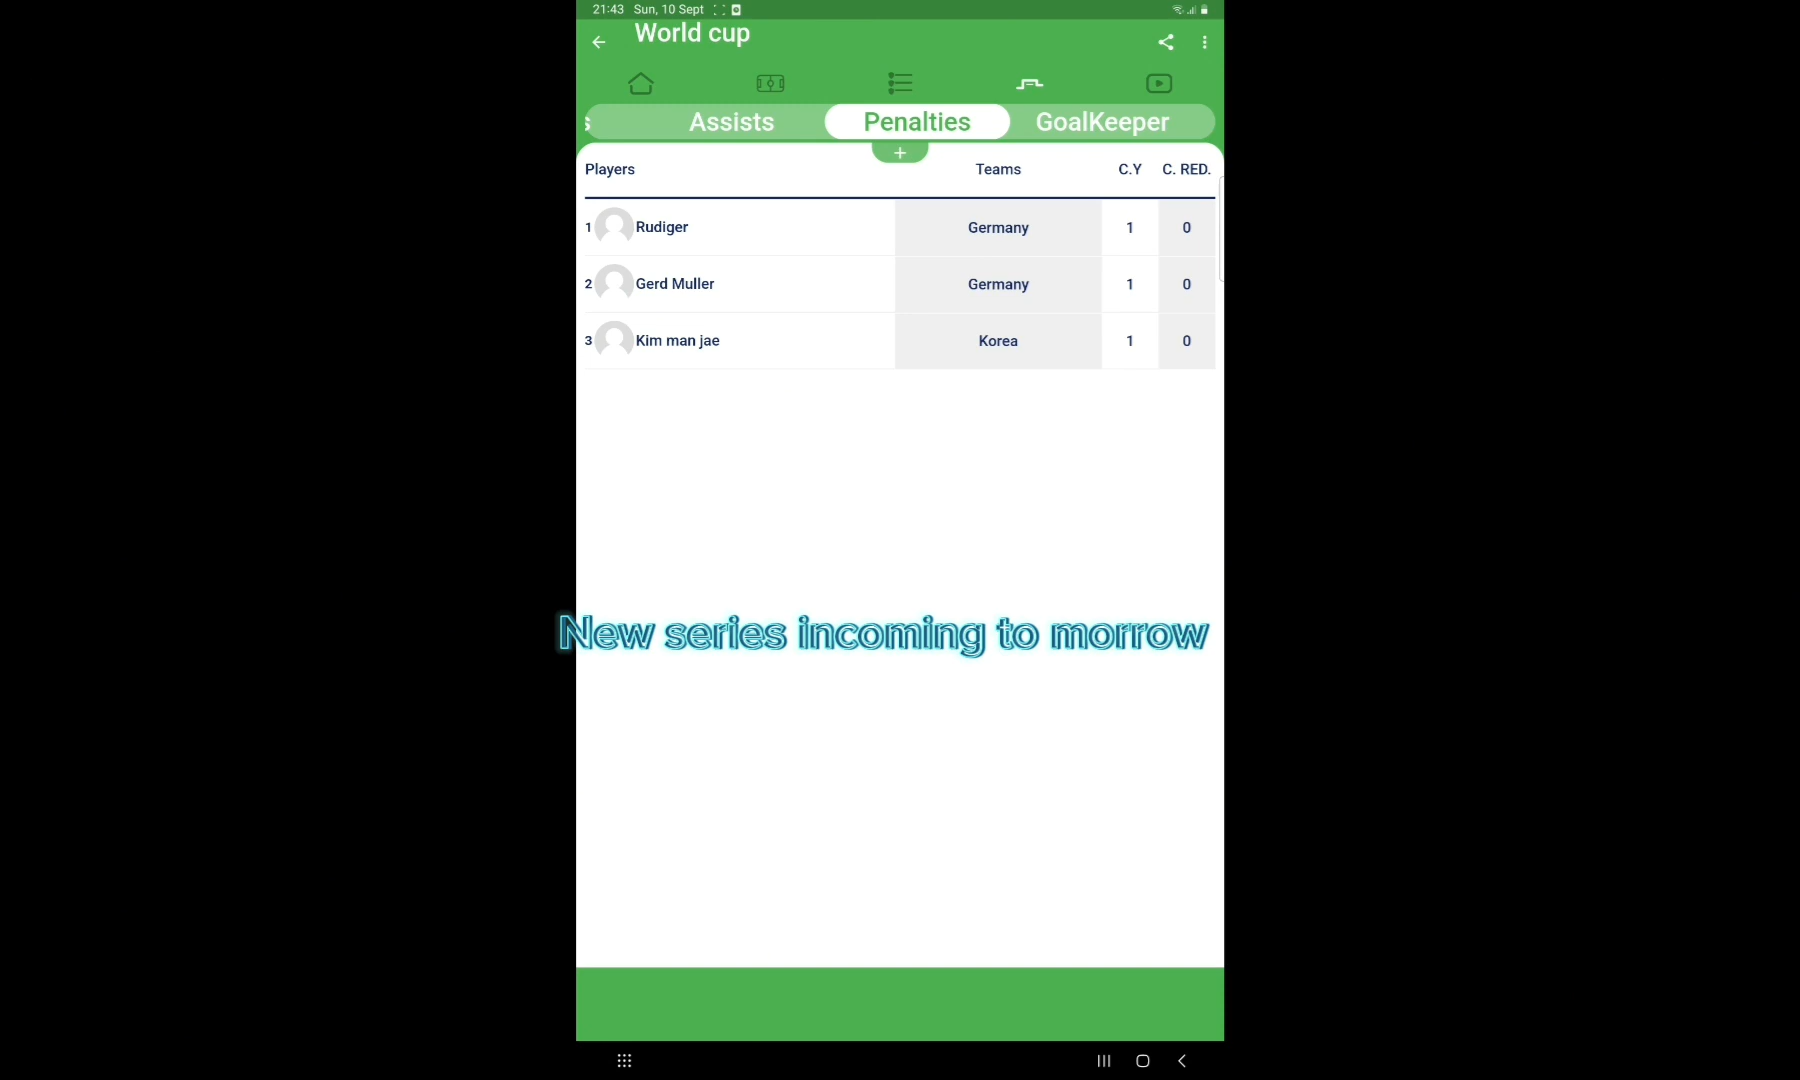 21:43 Sun, 10 Sept
World cup
s Assists Penalties GoalKeeper
+
Players Teams C.Y C. RED.
1 Rudiger Germany 1 0
2 Gerd Muller Germany 1 0
3 Kim man jae Korea 1 0
New series incoming to morrow